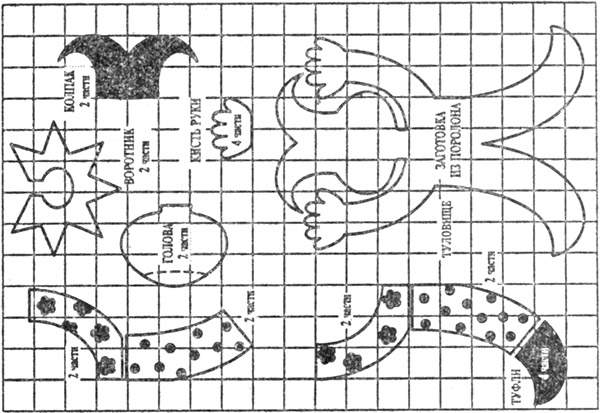 КОЛПАК
2 части
ВОРОТНИК
2 части
КИСТЬ РУКИ
4 части
ГОЛОВА
2 части
ЗАГОТОВКА
ИЗ ПОРОЛОНА
ТУЛОВИЩЕ
2 части
2 части
2 части
2 части
ТУФЛИ
части